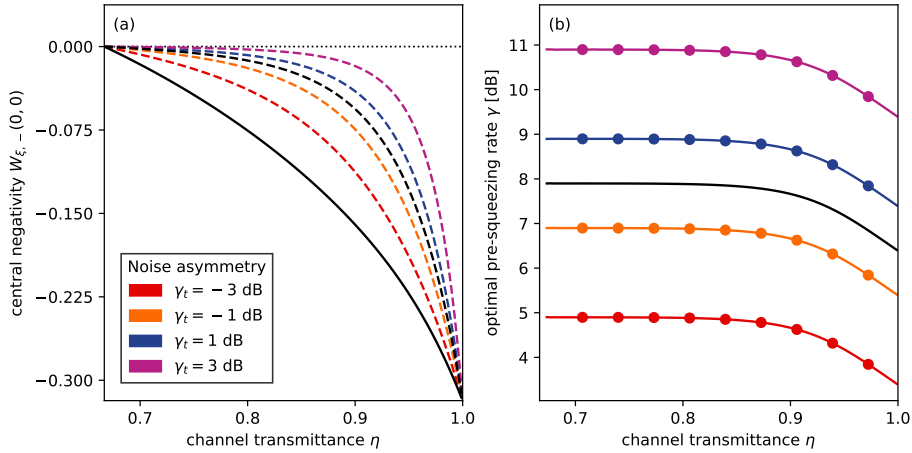 (a)
0.000
−0.075
−0.150
−0.225
−0.300
central negativity W_{ξ, −}(0, 0)
Noise asymmetry
γ_t = − 3 dB
γ_t = − 1 dB
γ_t = 1 dB
γ_t = 3 dB
0.7 0.8 0.9 1.0
channel transmittance η
(b)
11
10
9
8
7
6
5
4
optimal pre-squeezing rate γ [dB]
0.7 0.8 0.9 1.0
channel transmittance η